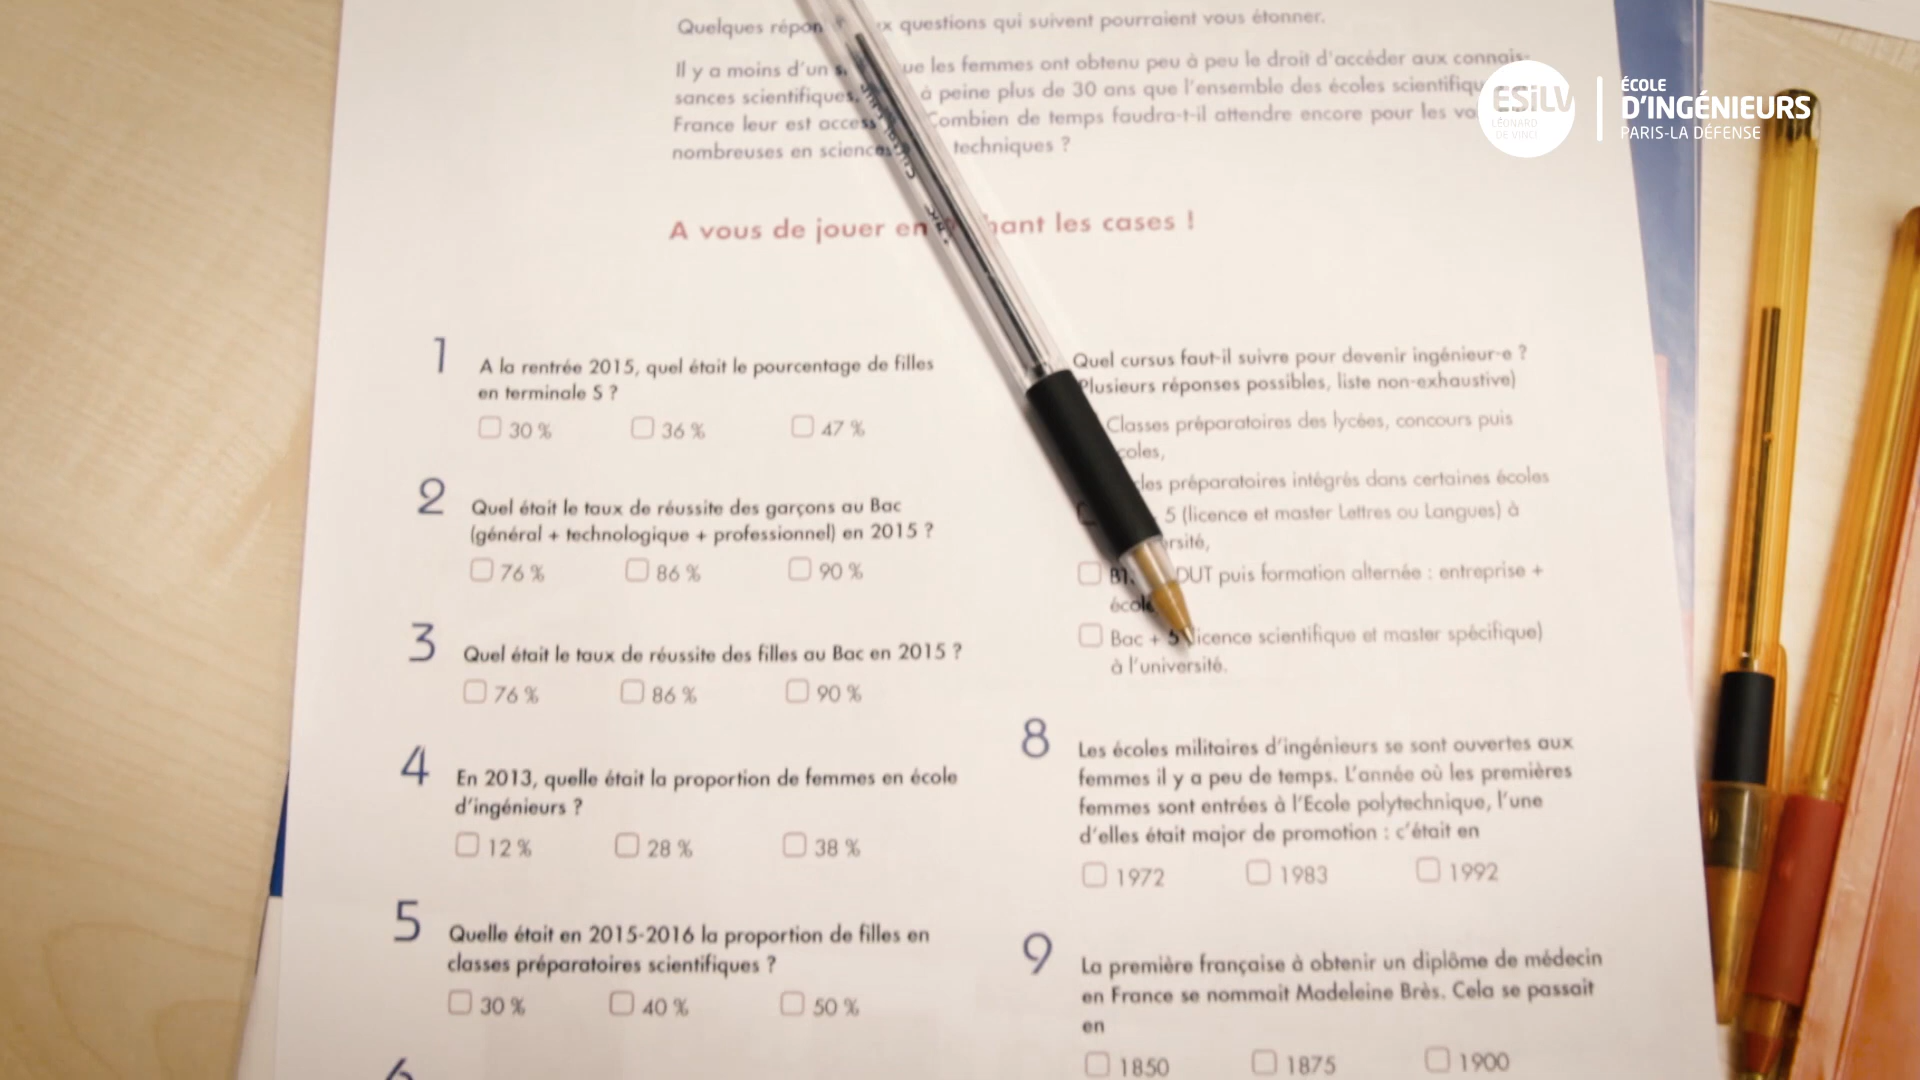 Quelques questions qui suivent pourraient vous étonner.
Il y a moins d'un les femmes ont obtenu peu à peu le droit d'accéder aux connais-
sances scientifiques, à peine plus de 30 ans que l'ensemble des écoles
France leur est Combien de temps faudra-t-il attendre encore pour les
nombreuses en techniques ?
ESILV
LÉONARD
DE VINCI
ÉCOLE
D'INGÉNIEURS
PARIS-LA DÉFENSE
A vous de jouer en les cases !
1
A la rentrée 2015, quel était le pourcentage de filles
en terminale S ?
30 % 36 % 47 %
2
Quel était le taux de réussite des garçons au Bac
(général + technologique + professionnel) en 2015 ?
76 % 86 % 90 %
3
Quel était le taux de réussite des filles au Bac en 2015 ?
76 % 86 % 90 %
4
En 2013, quelle était la proportion de femmes en école
d'ingénieurs ?
12 % 28 % 38 %
5
Quelle était en 2015-2016 la proportion de filles en
classes préparatoires scientifiques ?
30 % 40 % 50 %
Quel cursus faut-il suivre pour devenir ingénieur-e ?
Plusieurs réponses possibles, liste non-exhaustive)
Classes préparatoires des lycées, concours puis
préparatoires intégrés dans certaines écoles
5 (licence et master Lettres ou Langues) à
DUT puis formation alternée : entreprise +
Bac + 5 licence scientifique et master spécifique)
à l'université.
8
Les écoles militaires d'ingénieurs se sont ouvertes aux
femmes il y a peu de temps. L'année où les premières
femmes sont entrées à l'Ecole polytechnique, l'une
d'elles était major de promotion : c'était en
1972 1983 1992
9
La première française à obtenir un diplôme de médecin
en France se nommait Madeleine Brès. Cela se passait
en
1850 1875 1900